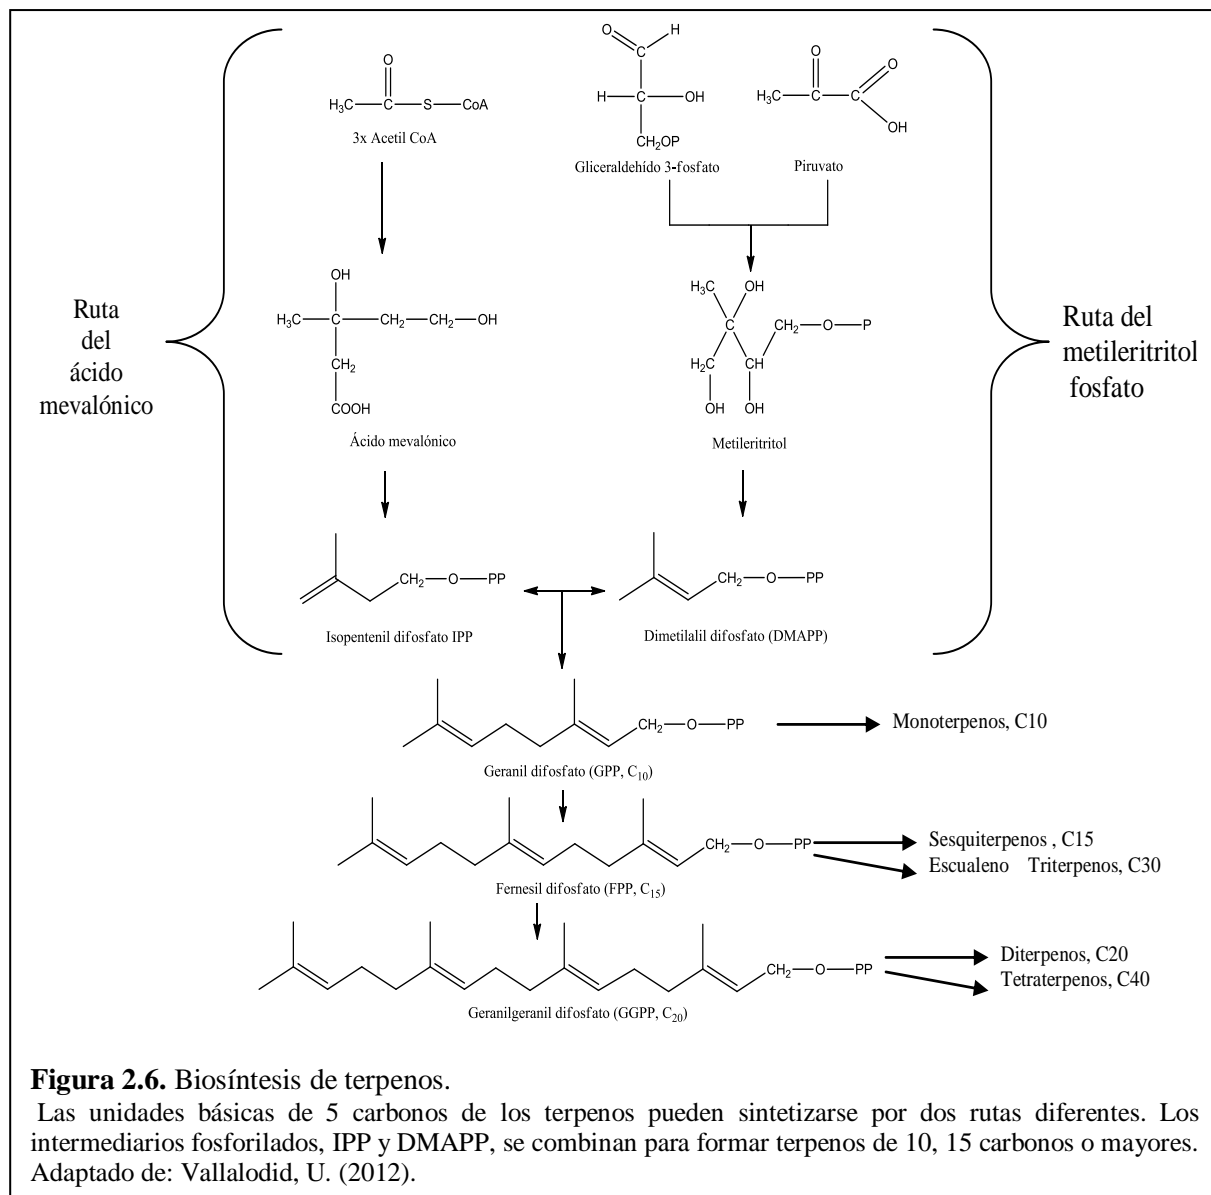 O
H
O
C
O
O
H₃C
C
S
CoA
H
C
OH
H₃C
C
C
OH
3x Acetil CoA
CH₂OP
Gliceraldehído 3-fosfato
Piruvato
Ruta
del
ácido
mevalónico
OH
H₃C
C
CH₂
CH₂
OH
CH₂
COOH
Ácido mevalónico
H₃C
OH
C
CH₂
O
P
H₂C
CH
OH
OH
Metileritritol
Ruta del
metileritritol
fosfato
CH₂
O
PP
Isopentenil difosfato IPP
CH₂
O
PP
Dimetilalil difosfato (DMAPP)
CH₂
O
PP
Monoterpenos, C10
Geranil difosfato (GPP, C₁₀)
CH₂
O
PP
Sesquiterpenos , C15
Escualeno Triterpenos, C30
Fernesil difosfato (FPP, C₁₅)
CH₂
O
PP
Diterpenos, C20
Tetraterpenos, C40
Geranilgeranil difosfato (GGPP, C₂₀)
Figura 2.6. Biosíntesis de terpenos.
Las unidades básicas de 5 carbonos de los terpenos pueden sintetizarse por dos rutas diferentes. Los
intermediarios fosforilados, IPP y DMAPP, se combinan para formar terpenos de 10, 15 carbonos o mayores.
Adaptado de: Vallalodid, U. (2012).